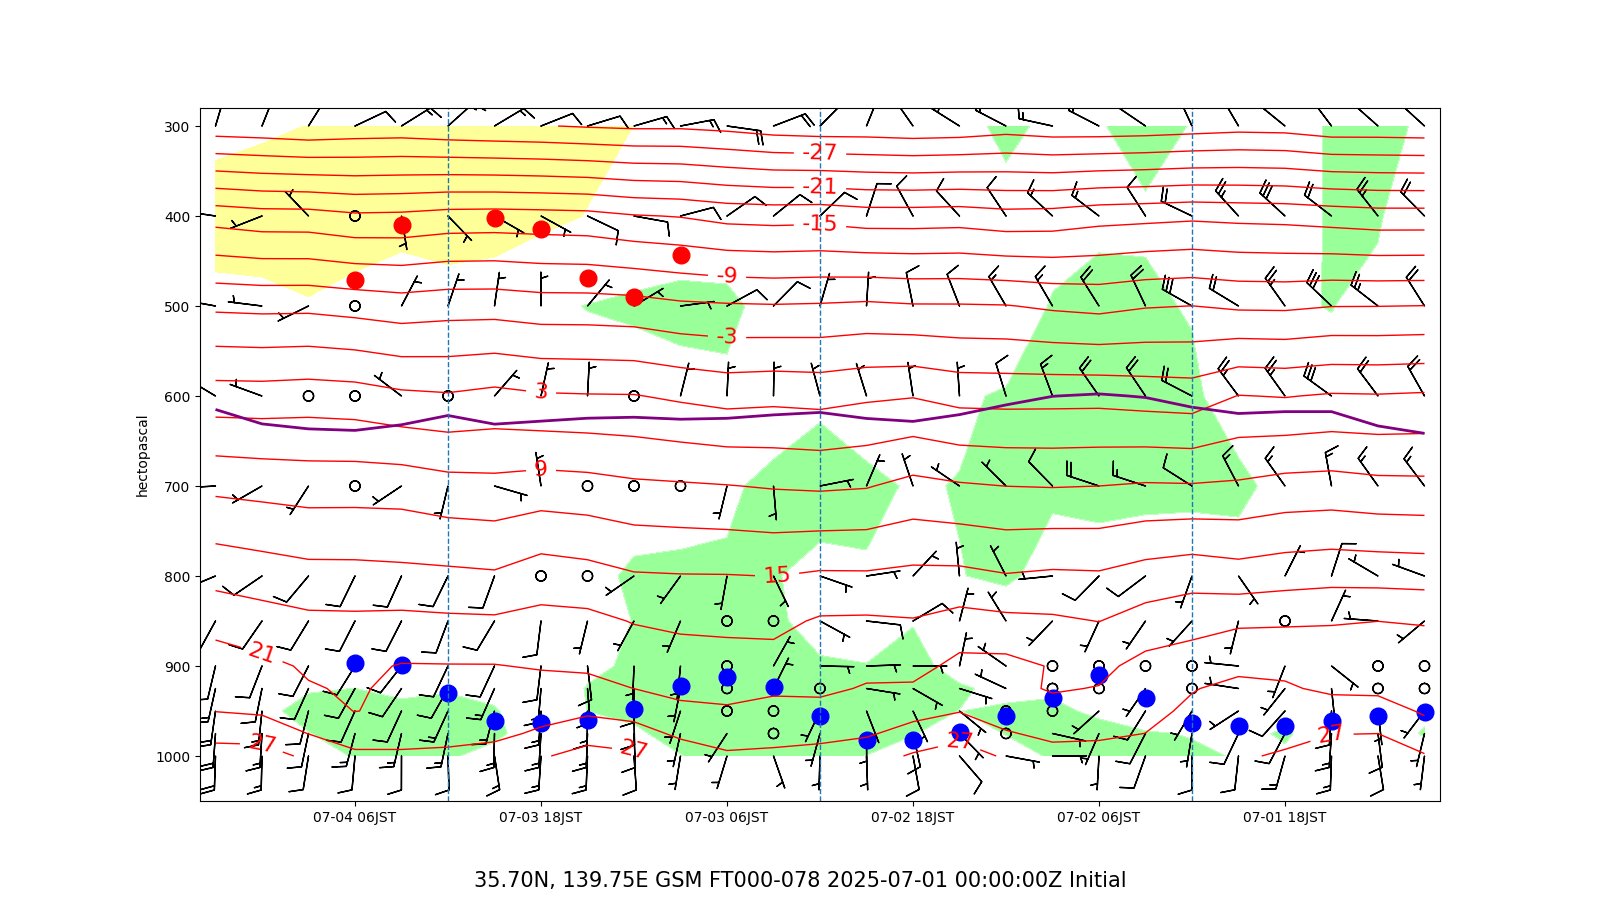 300
400
500
600
700
800
900
1000
hectopascal
-27
-21
-15
-9
-3
3
9
15
21
27
27
27
27
07-04 06JST
07-03 18JST
07-03 06JST
07-02 18JST
07-02 06JST
07-01 18JST
35.70N, 139.75E GSM FT000-078 2025-07-01 00:00:00Z Initial